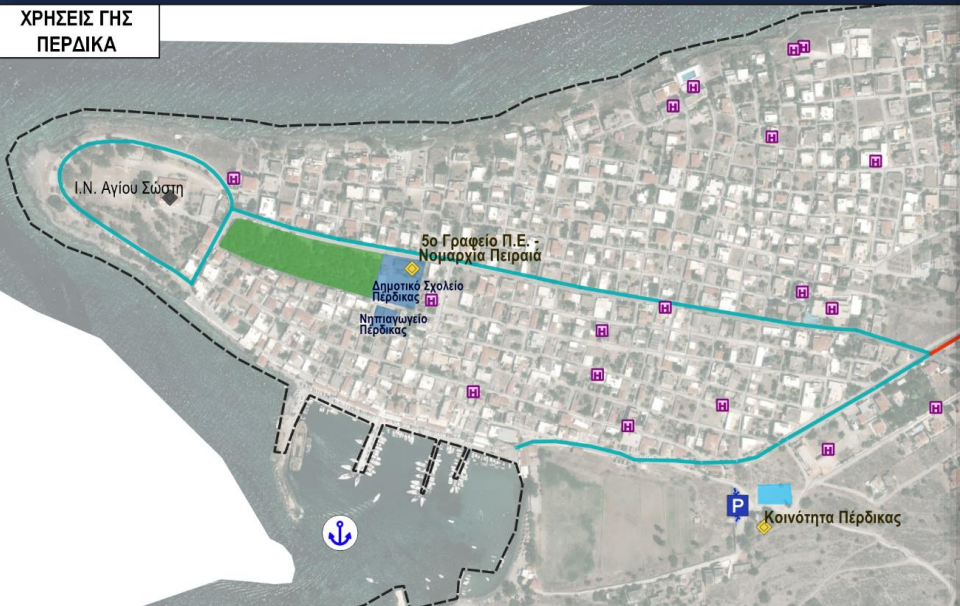 ΧΡΗΣΕΙΣ ΓΗΣ
ΠΕΡΔΙΚΑ
H
H
H
H
H
H
Ι.Ν. Αγίου Σώστη
H
5ο Γραφείο Π.Ε. -
Νομαρχία Πειραιά
Δημοτικό Σχολείο
Πέρδικας
H
H
H
H
Νηπιαγωγείο
Πέρδικας
H
H
H
H
H
H
H
P
Κοινότητα Πέρδικας